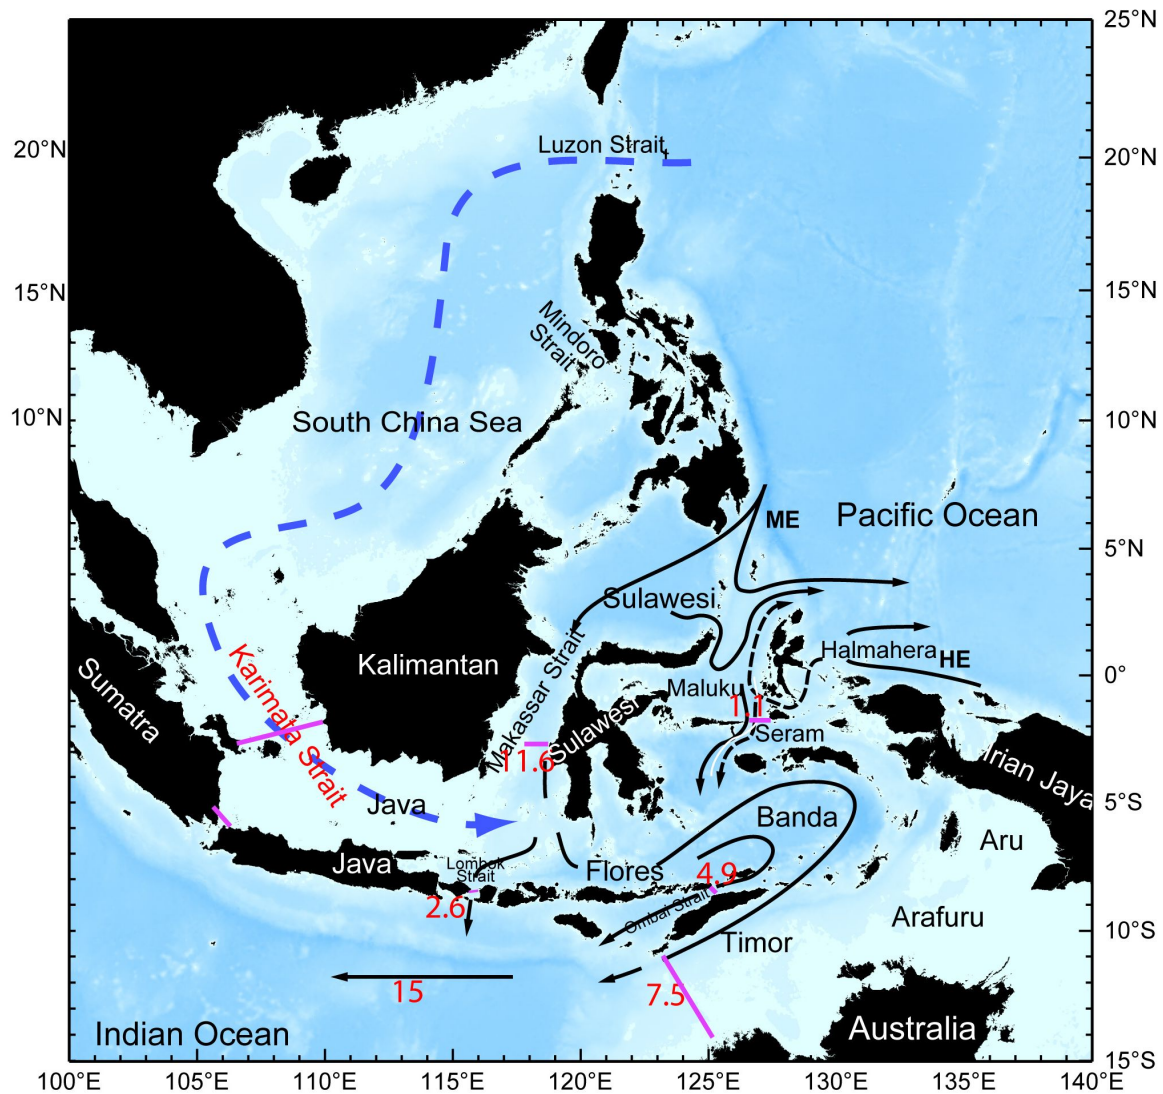 25°N
Luzon Strait
20°N
20°N
15°N
15°N
Mindoro
Strait
10°N
South China Sea
10°N
ME
Pacific Ocean
5°N
Sulawesi
Kalimantan
Halmahera
HE
0°
Sumatra
Karimata Strait
Makassar Strait
Sulawesi
Maluku
1.1
Seram
11.6
Irian Jaya
Java
Banda
5°S
Aru
Java
Lombok
Strait
Flores
4.9
2.6
Ombai Strait
Arafuru
10°S
Timor
15
7.5
Indian Ocean
Australia
15°S
100°E
105°E
110°E
115°E
120°E
125°E
130°E
135°E
140°E